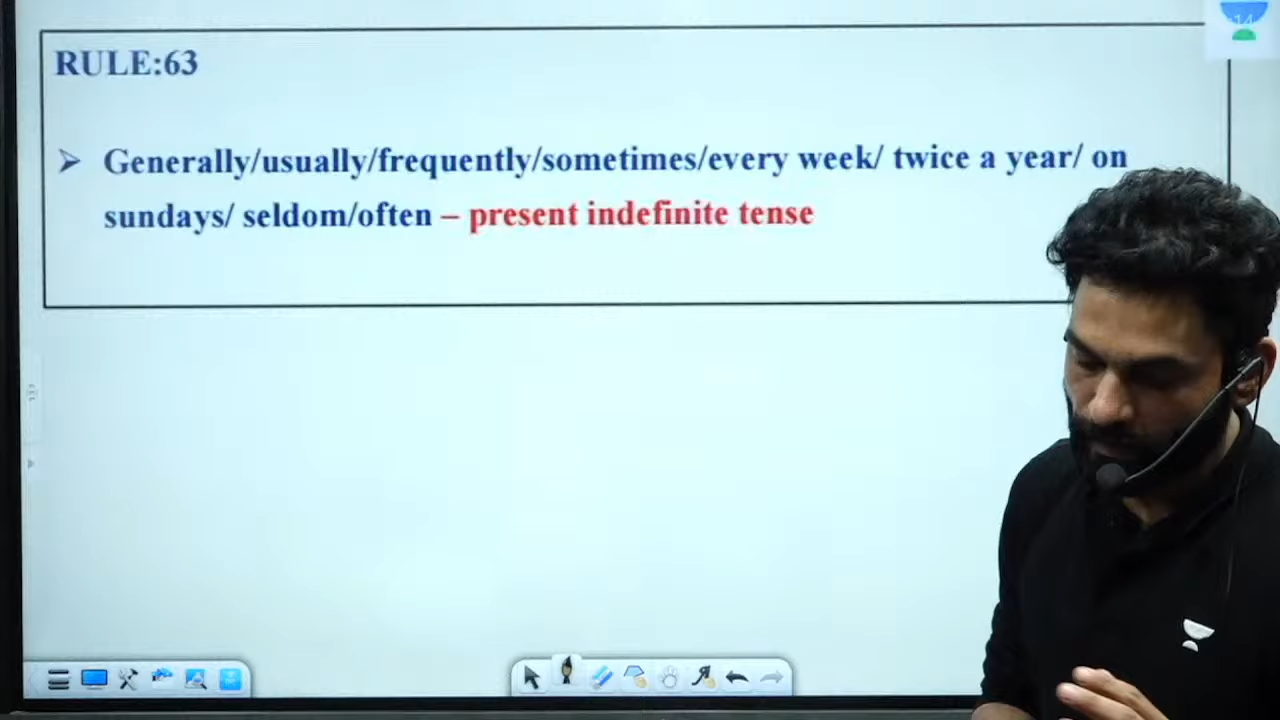 RULE:63
➢ Generally/usually/frequently/sometimes/every week/ twice a year/ on
sundays/ seldom/often – present indefinite tense